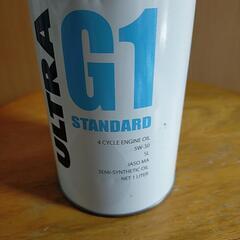 ULTRA
G1
STANDARD
4 CYCLE ENGINE OIL
5W-30
SL
JASO MA
SEMI-SYNTHETIC OIL
NET 1 LITER